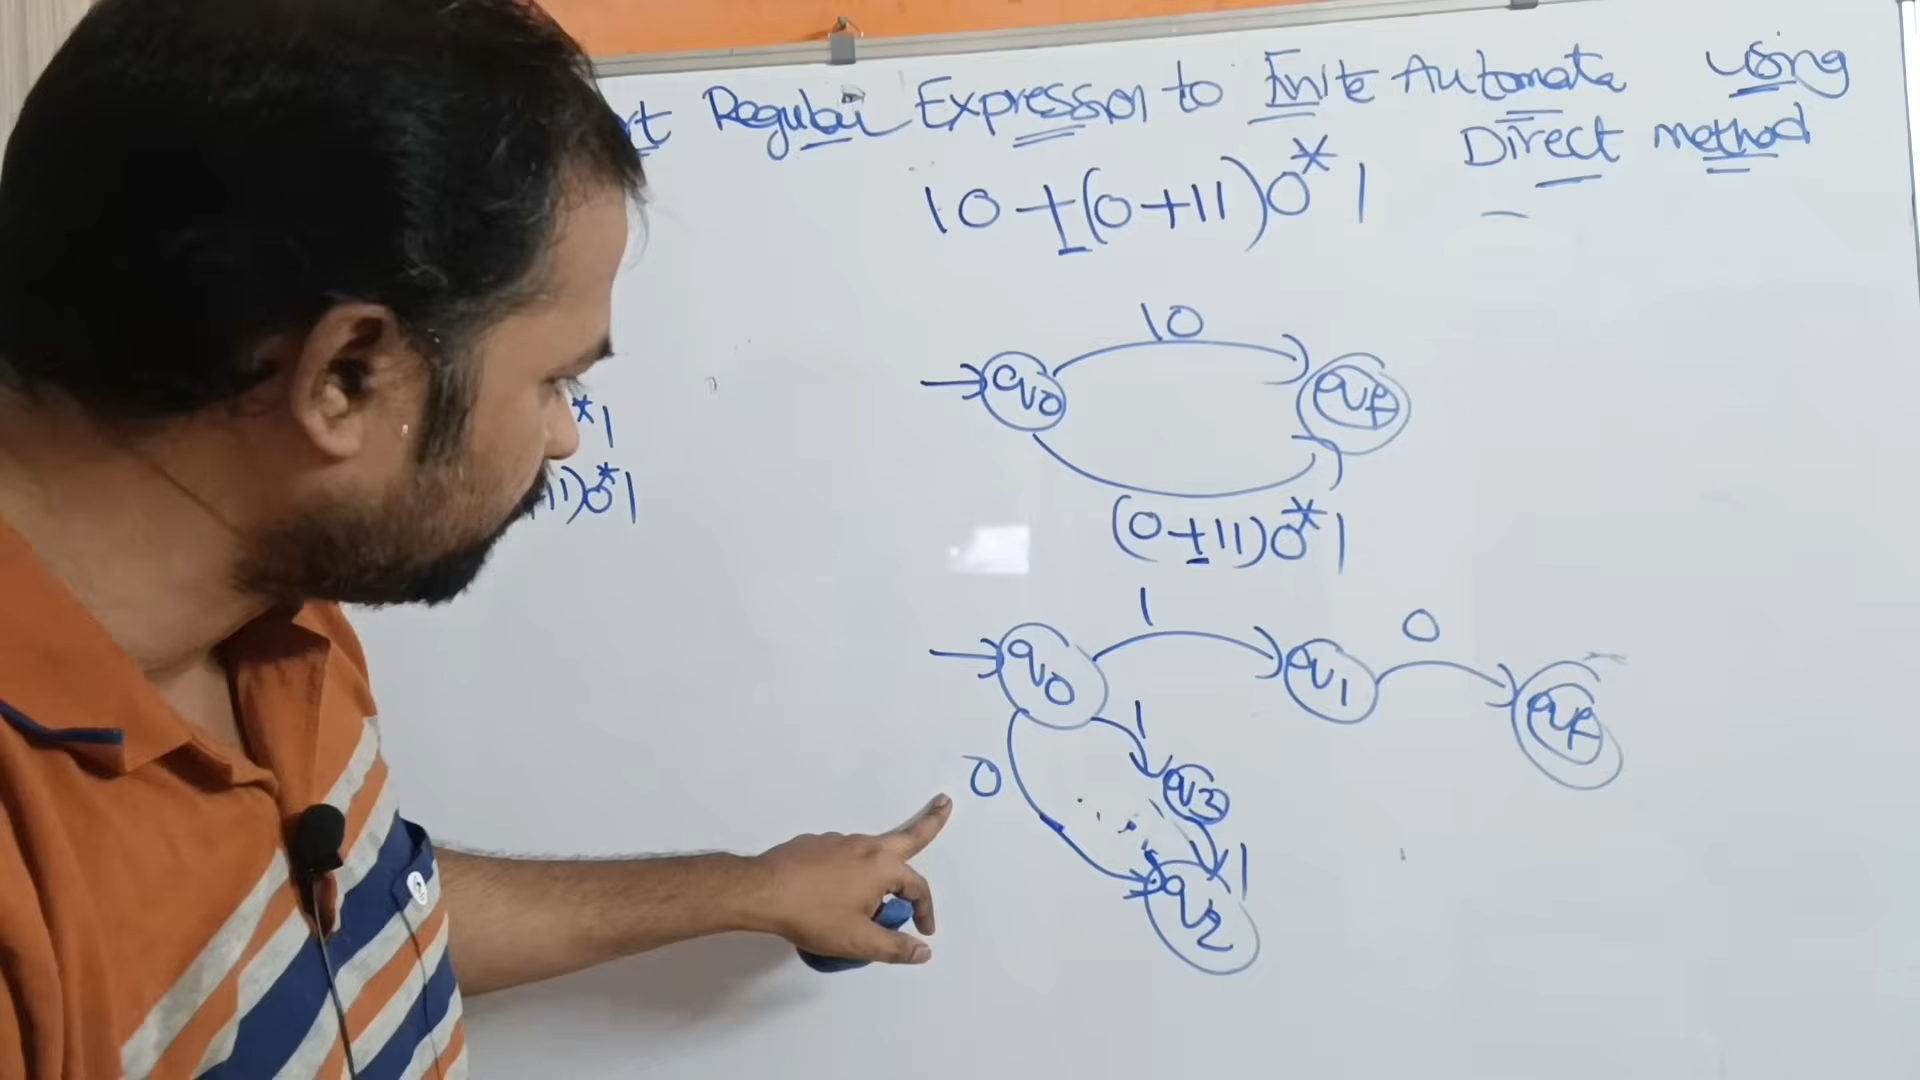 Regular Expression to Finite Automata using
Direct method
10+(0+11)0*1
*1
11)0*1
10
q0
qf
(0+11)0*1
1
0
q0
q1
qf
1
0
q3
1
q2